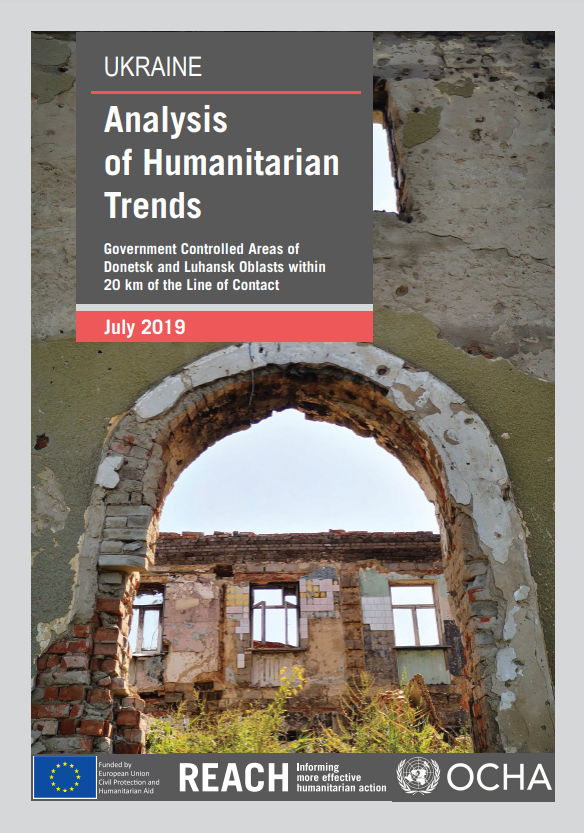 UKRAINE
Analysis
of Humanitarian
Trends
Government Controlled Areas of
Donetsk and Luhansk Oblasts within
20 km of the Line of Contact
July 2019
Funded by
European Union
Civil Protection and
Humanitarian Aid
REACH
Informing
more effective
humanitarian action
OCHA